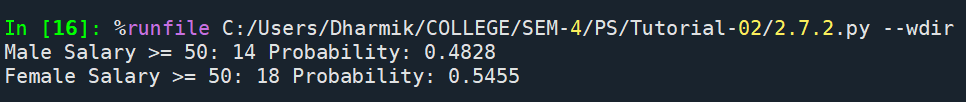 In [16]: %runfile C:/Users/Dharmik/COLLEGE/SEM-4/PS/Tutorial-02/2.7.2.py --wdir
Male Salary >= 50: 14 Probability: 0.4828
Female Salary >= 50: 18 Probability: 0.5455